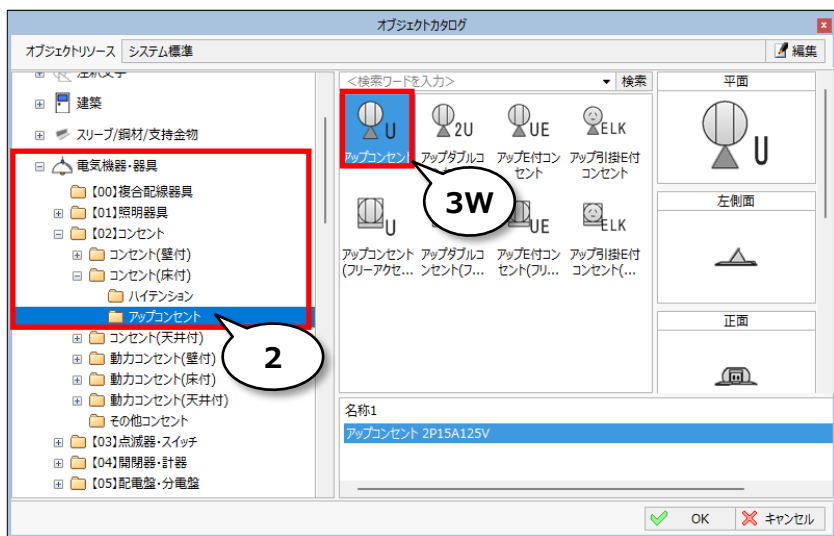 オブジェクトカタログ
オブジェクトリソース システム標準
編集
注釈文字
建築
スリーブ/鋼材/支持金物
電気機器・器具
【00】複合配線器具
【01】照明器具
【02】コンセント
コンセント(壁付)
コンセント(床付)
ハイテンション
アップコンセント
コンセント(天井付)
動力コンセント(壁付)
動力コンセント(床付)
動力コンセント(天井付)
その他コンセント
【03】点滅器・スイッチ
【04】開閉器・計器
【05】配電盤・分電盤
2
<検索ワードを入力>
検索
U
2U
UE
ELK
アップコンセント
アップダブルコ
アップE付コン
セント
アップ引掛E付
コンセント
3W
U
UE
ELK
アップコンセント
(フリーアクセ...
アップダブルコ
ンセント(フ...
アップE付コン
セント(フリ...
アップ引掛E付
コンセント(...
平面
U
左側面
正面
名称1
アップコンセント 2P15A125V
OK
キャンセル